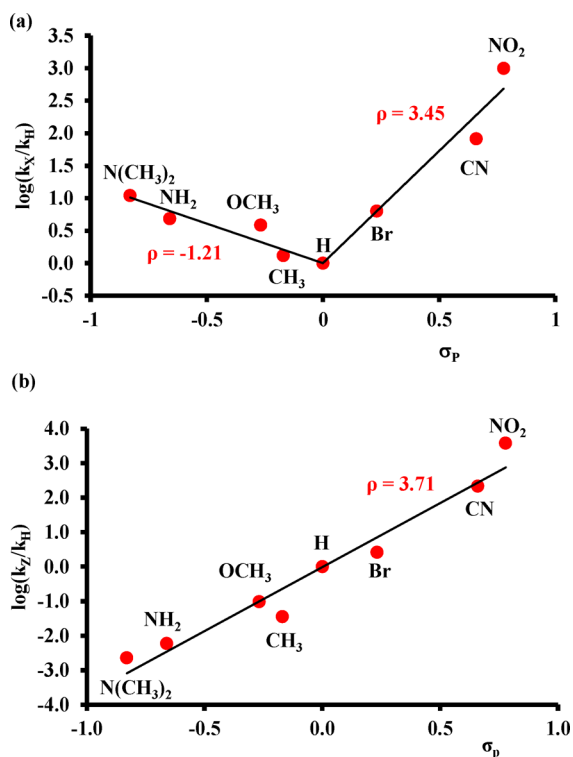 (a)
3.5
3.0
2.5
2.0
1.5
1.0
0.5
0.0
-0.5
log(kX/kH)
NO2
ρ = 3.45
CN
N(CH3)2
NH2
OCH3
H
Br
ρ = -1.21
CH3
-1
-0.5
0
0.5
1
σP
(b)
4.0
3.0
2.0
1.0
0.0
-1.0
-2.0
-3.0
-4.0
log(kZ/kH)
NO2
ρ = 3.71
CN
H
Br
OCH3
CH3
NH2
N(CH3)2
-1.0
-0.5
0.0
0.5
1.0
σp